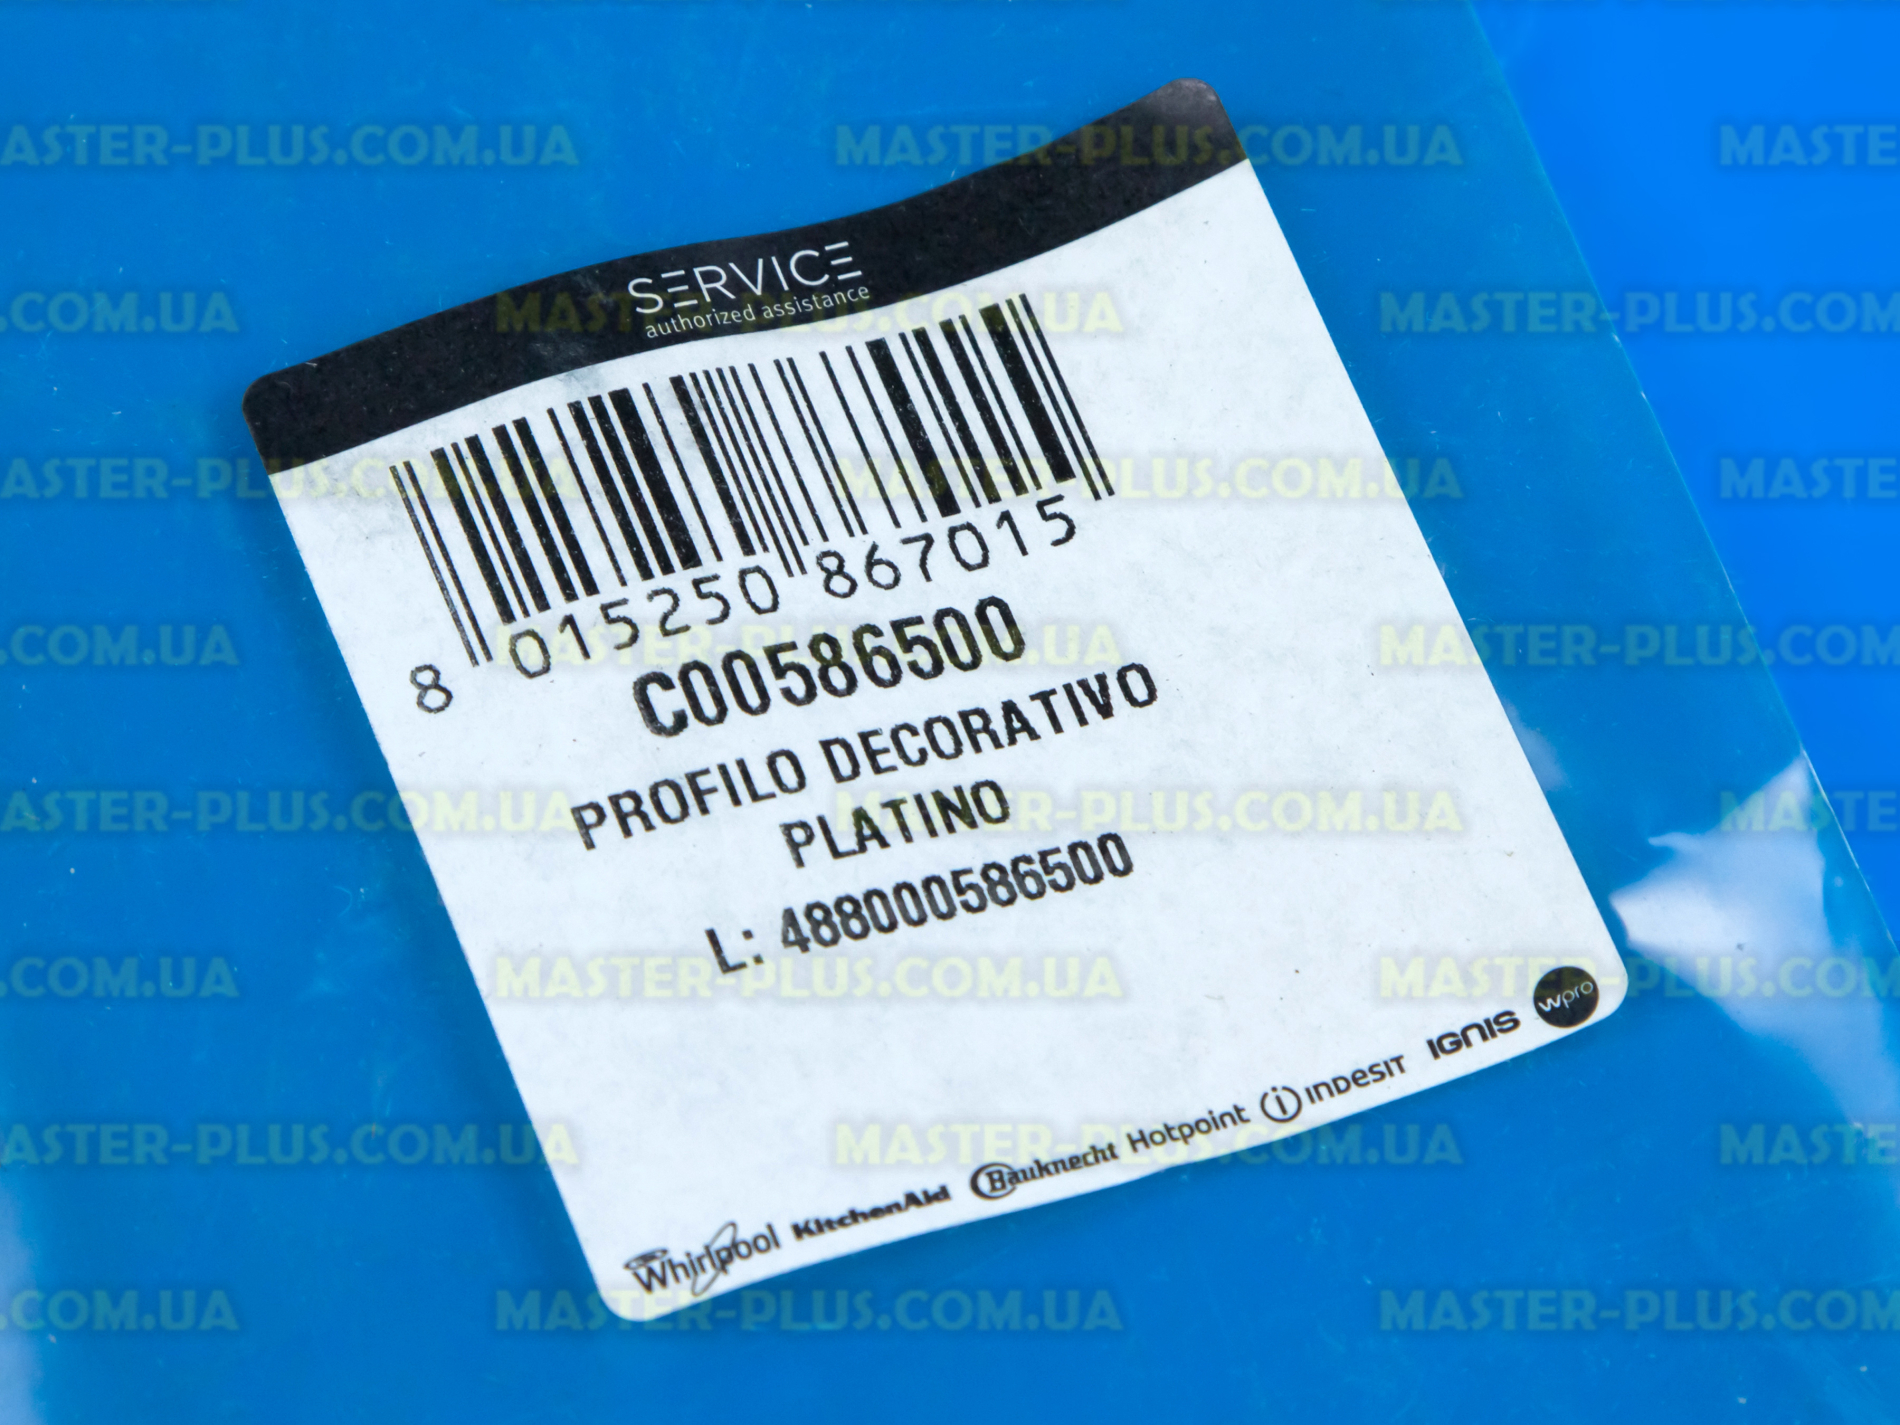 SERVICE
authorized assistance
8 015250 867015
C00586500
PROFILO DECORATIVO
PLATINO
L: 488000586500
Whirlpool KitchenAid Bauknecht Hotpoint i INDESIT IGNIS wpro
MASTER-PLUS.COM.UA